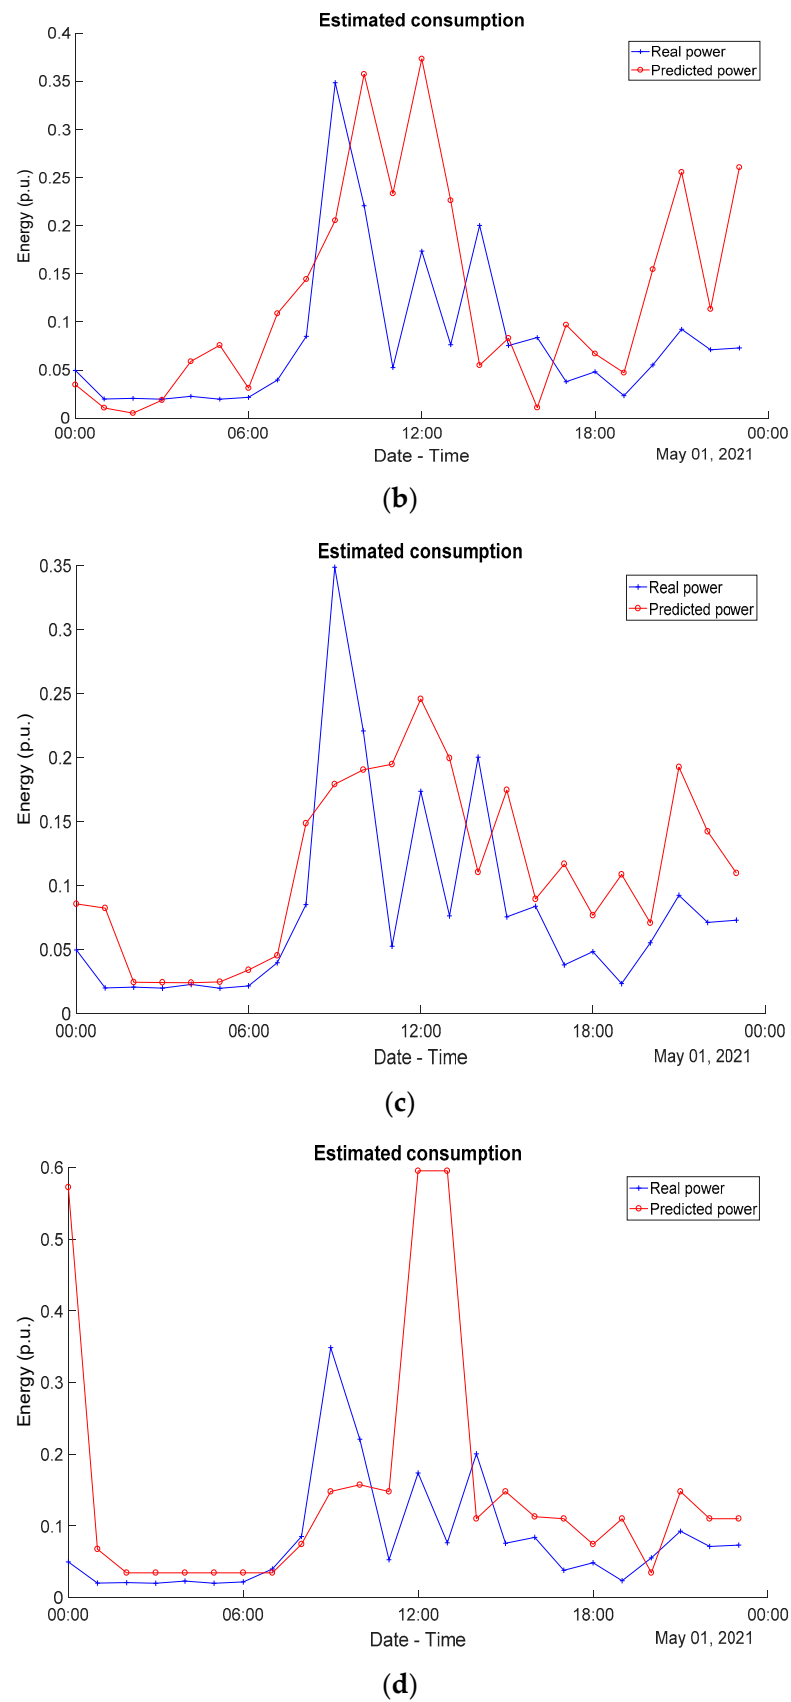 Estimated consumption
0.4
0.35
0.3
0.25
0.2
0.15
0.1
0.05
0
Energy (p.u.)
Real power
Predicted power
00:00 06:00 12:00 18:00 00:00
Date - Time
May 01, 2021
(b)
Estimated consumption
0.35
0.3
0.25
0.2
0.15
0.1
0.05
0
Energy (p.u.)
Real power
Predicted power
00:00 06:00 12:00 18:00 00:00
Date - Time
May 01, 2021
(c)
Estimated consumption
0.6
0.5
0.4
0.3
0.2
0.1
0
Energy (p.u.)
Real power
Predicted power
00:00 06:00 12:00 18:00 00:00
Date - Time
May 01, 2021
(d)